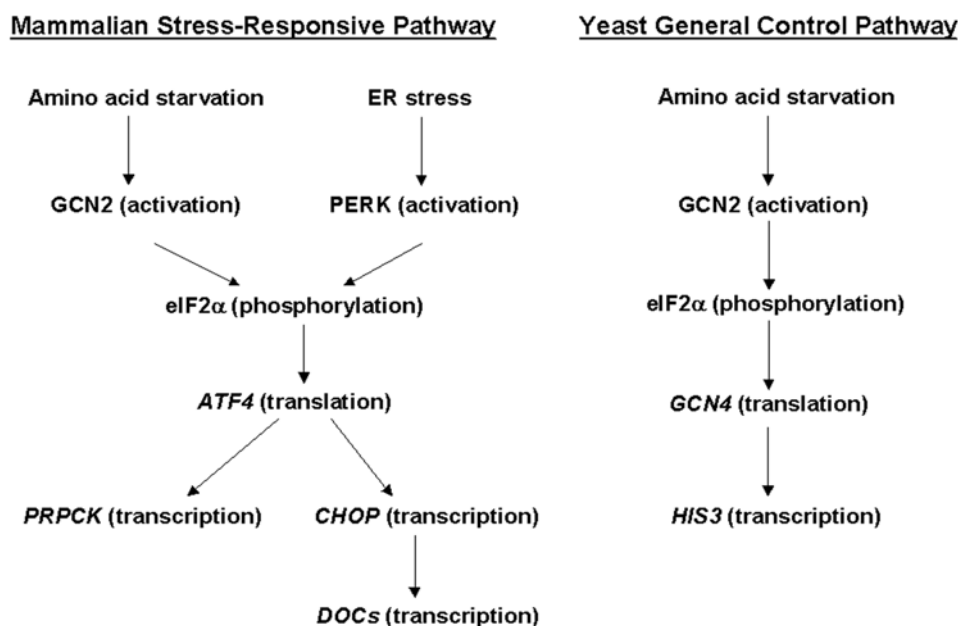 Mammalian Stress-Responsive Pathway
Amino acid starvation
ER stress
GCN2 (activation)
PERK (activation)
eIF2α (phosphorylation)
ATF4 (translation)
PRPCK (transcription)
CHOP (transcription)
DOCs (transcription)
Yeast General Control Pathway
Amino acid starvation
GCN2 (activation)
eIF2α (phosphorylation)
GCN4 (translation)
HIS3 (transcription)